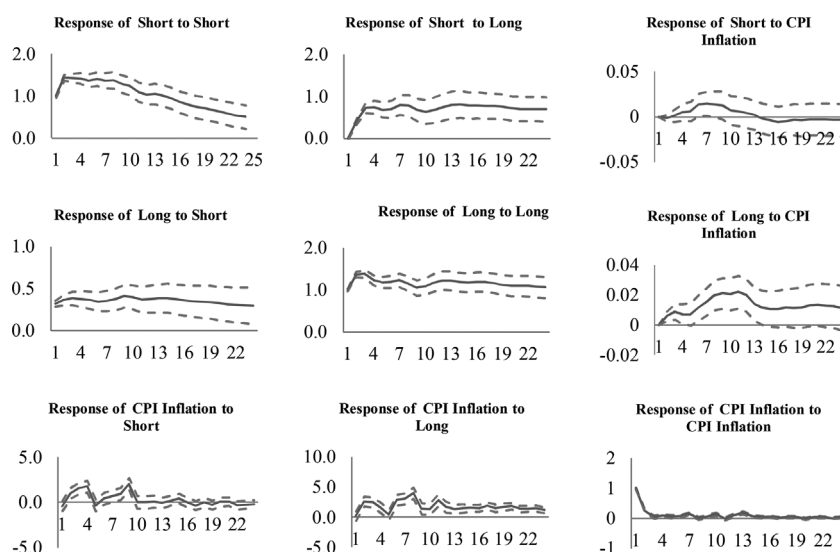 Response of Short to Short
2.0
1.0
0.0
1 4 7 10 13 16 19 22 25
Response of Short to Long
2.0
1.0
0.0
1 4 7 10 13 16 19 22
Response of Short to CPI
Inflation
0.05
0
-0.05
1 4 7 10 13 16 19 22
Response of Long to Short
1.0
0.5
0.0
1 4 7 10 13 16 19 22
Response of Long to Long
2.0
1.0
0.0
1 4 7 10 13 16 19 22
Response of Long to CPI
Inflation
0.04
0.02
0
-0.02
1 4 7 10 13 16 19 22
Response of CPI Inflation to
Short
5.0
0.0
-5.0
1 4 7 10 13 16 19 22
Response of CPI Inflation to
Long
10.0
5.0
0.0
-5.0
1 4 7 10 13 16 19 22
Response of CPI Inflation to
CPI Inflation
2
1
0
-1
1 4 7 10 13 16 19 22